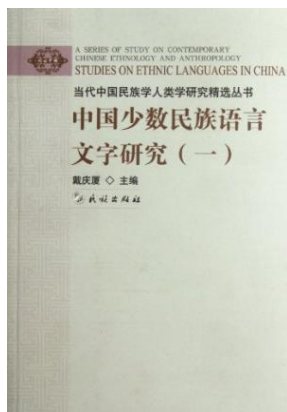 A SERIES OF STUDY ON CONTEMPORARY
CHINESE ETHNOLOGY AND ANTHROPOLOGY
STUDIES ON ETHNIC LANGUAGES IN CHINA
当代中国民族学人类学研究精选丛书
中国少数民族语言
文字研究（一）
戴庆厦 ◇ 主编
民族出版社